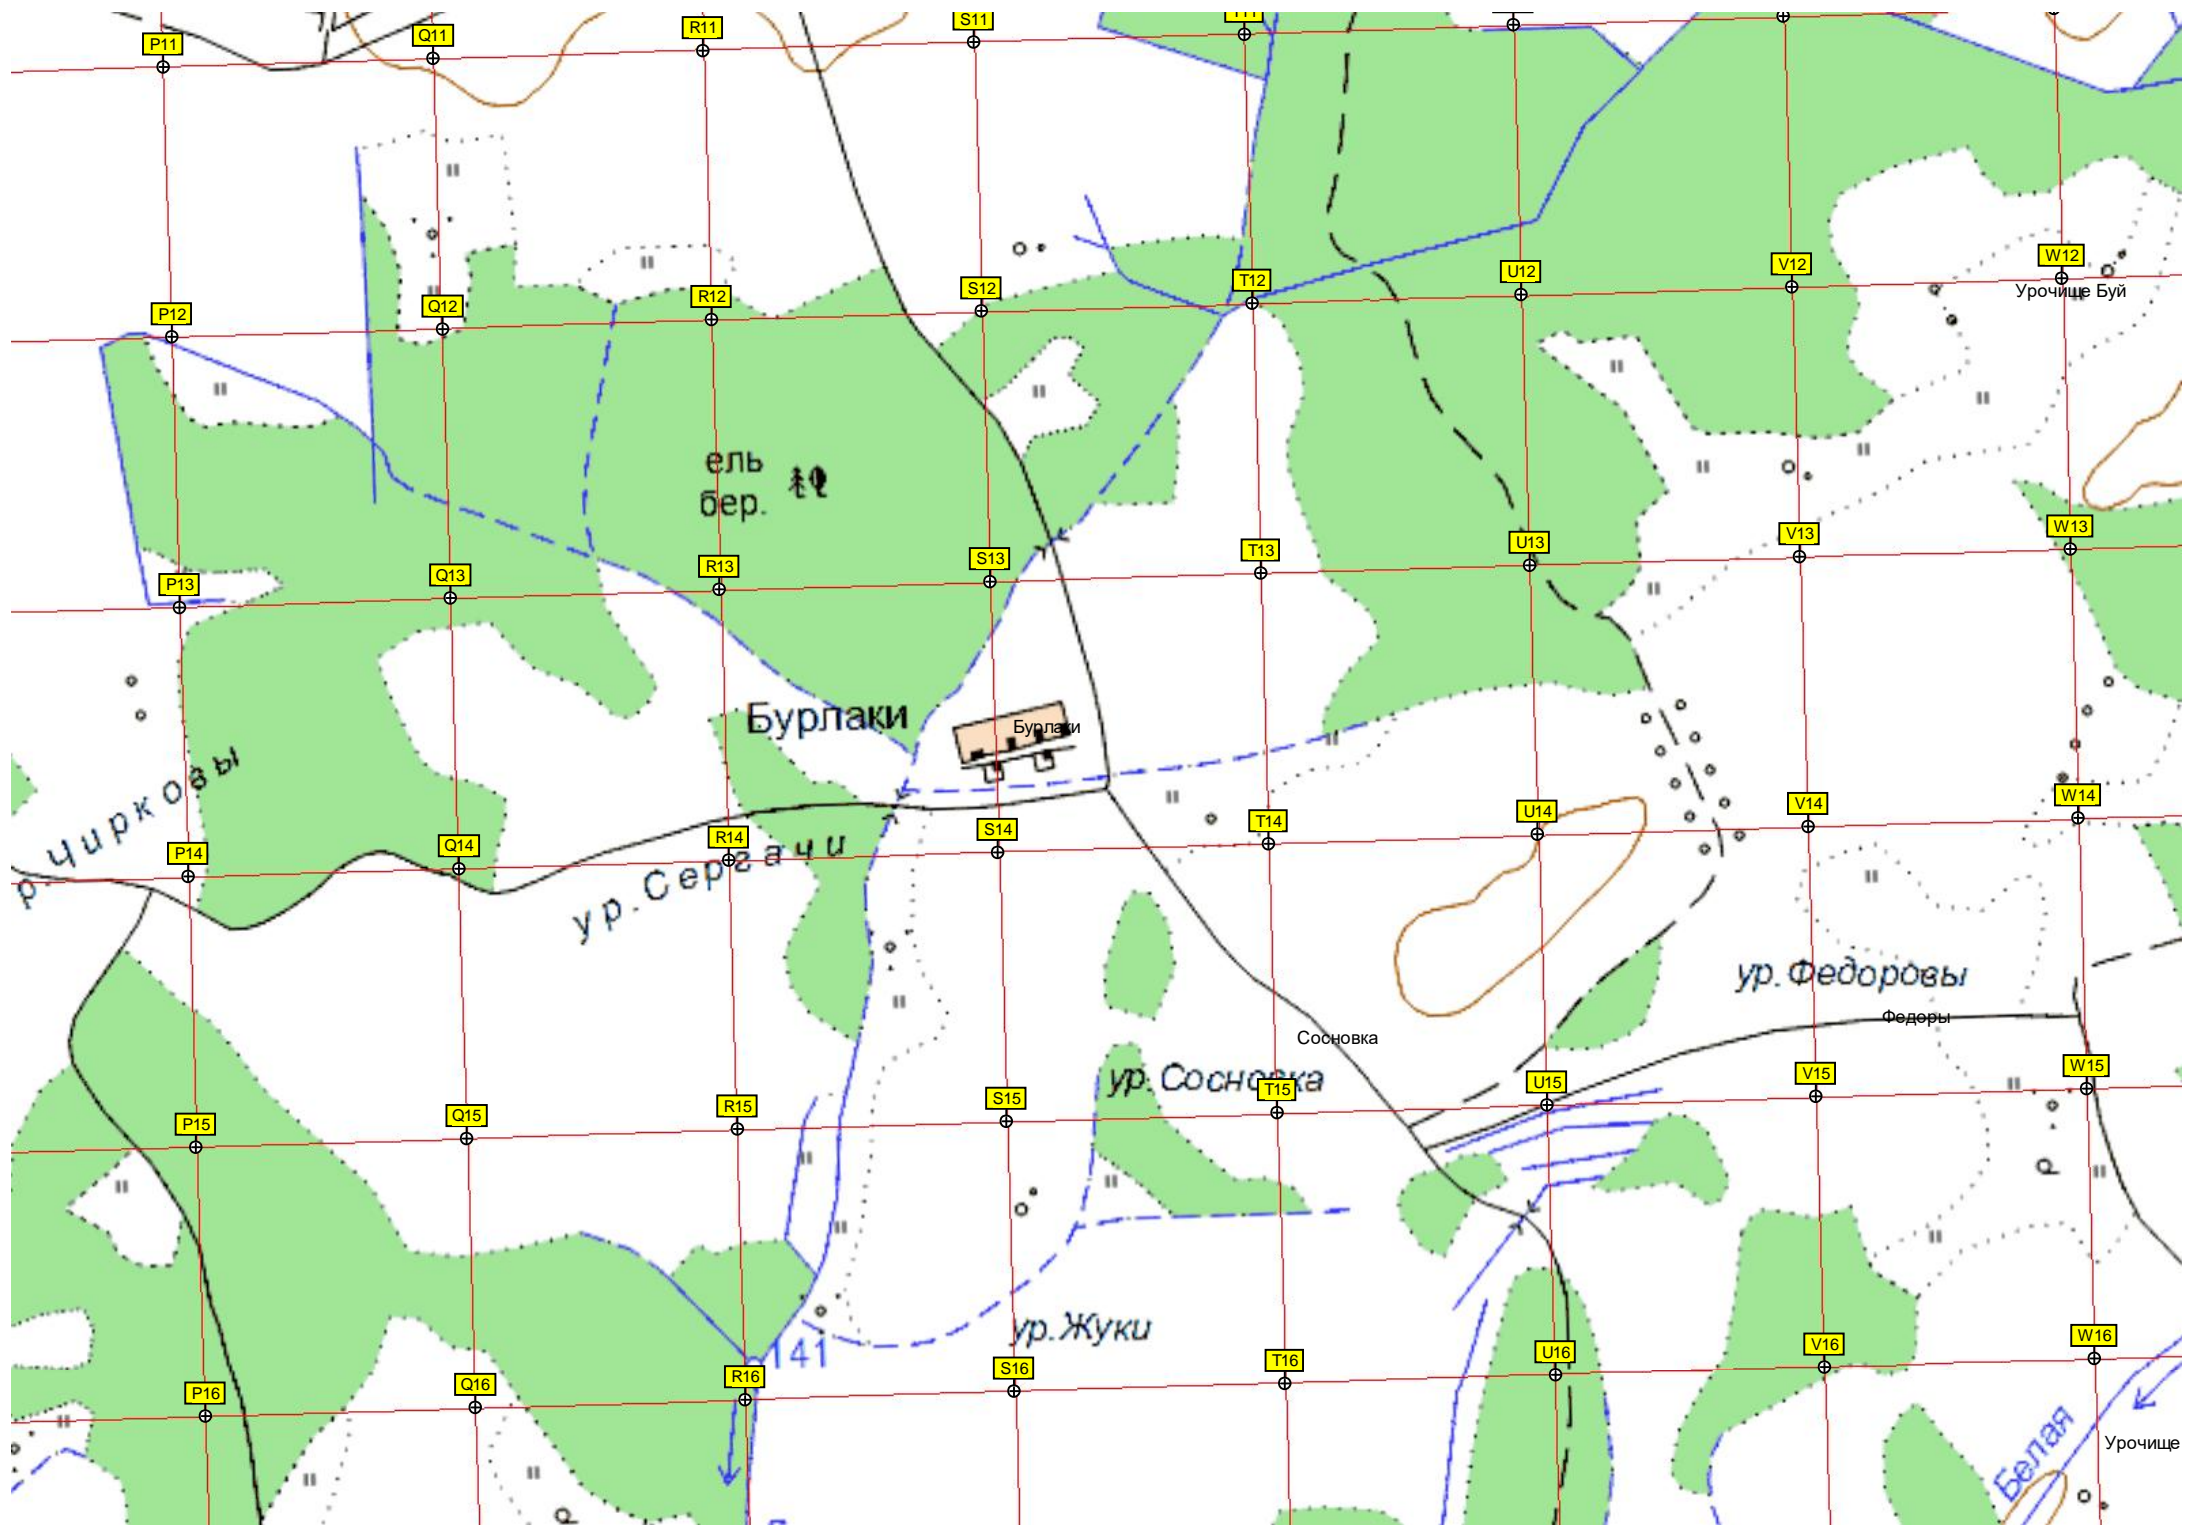 P11
Q11
R11
S11
T11
P12
Q12
R12
S12
T12
U12
V12
W12
Урочище Буй
ель
бер.
P13
Q13
R13
S13
T13
U13
V13
W13
Бурлаки
Бурлаки
р. Чирковы
P14
Q14
R14
S14
T14
U14
V14
W14
ур. Сергачи
ур. Федоровы
Федоры
Сосновка
ур. Сосновка
P15
Q15
R15
S15
T15
U15
V15
W15
ур. Жуки
141
P16
Q16
R16
S16
T16
U16
V16
W16
Белая
Урочище